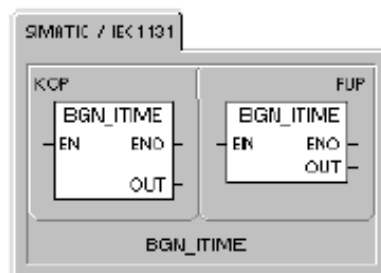 SIMATIC / IEC 1131
KOP
FUP
BGN_ITIME
BGN_ITIME
EN ENO
EN ENO
OUT
OUT
BGN_ITIME